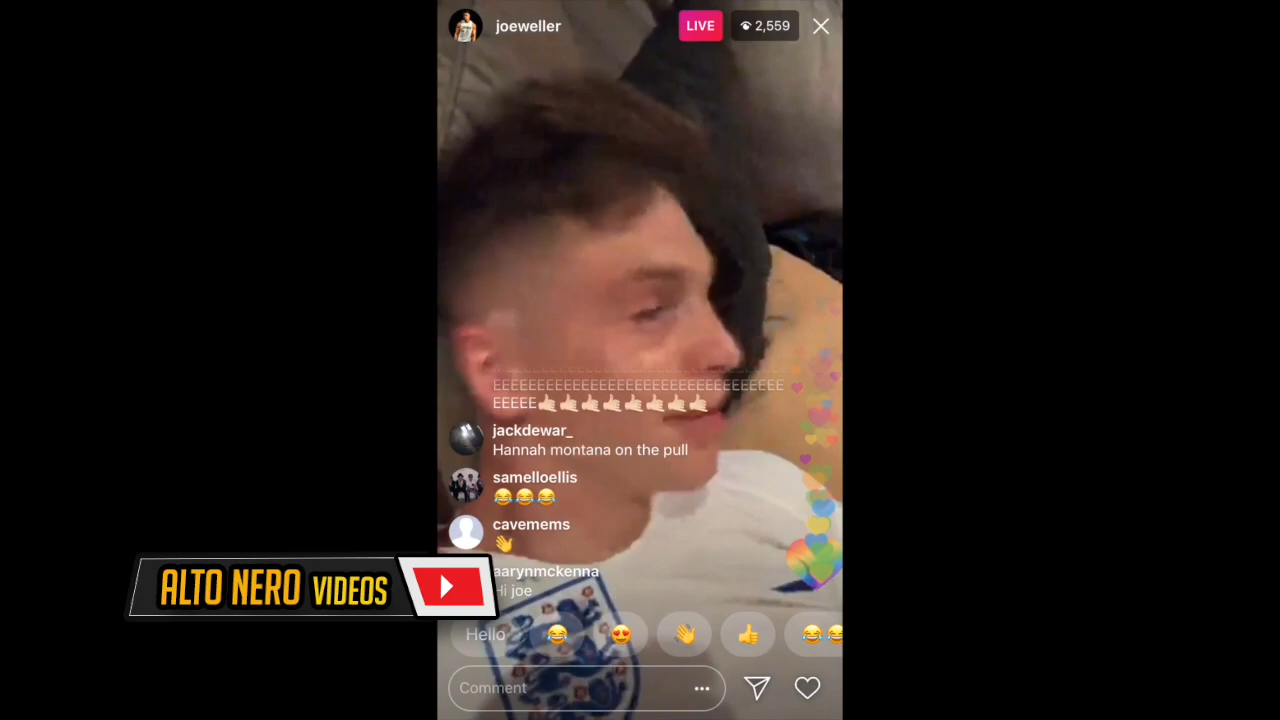 joeweller
LIVE
2,559
EEEEEEEEEEEEEEEEEEEEEEEEEEEEEEEEE
EEEEE🤙🏻🤙🏻🤙🏻🤙🏻🤙🏻🤙🏻🤙🏻🤙🏻
jackdewar_
Hannah montana on the pull
samelloellis
😂😂😂
cavemems
👋
aarynmckenna
Hi joe
ALTO NERO VIDEOS
Hello 😂 😍 👋 👍 😂😂
Comment